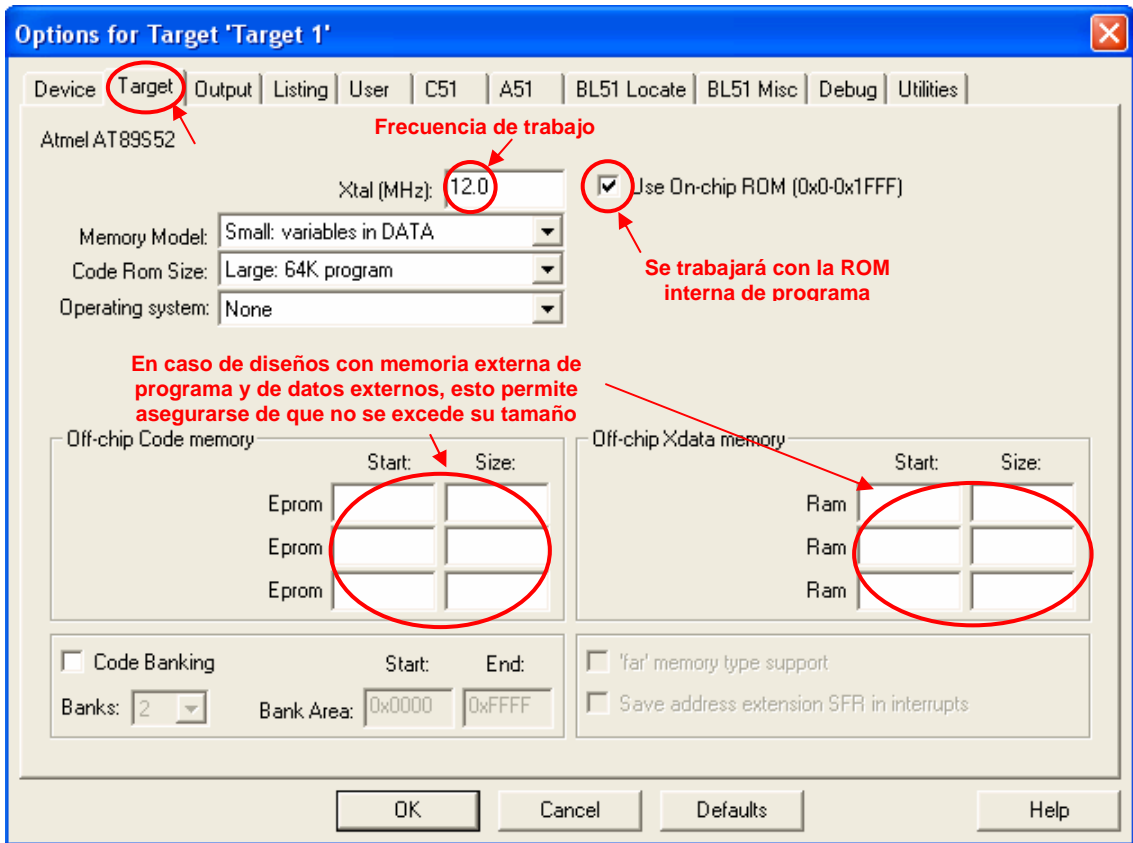 Options for Target 'Target 1'
Device Target Output Listing User C51 A51 BL51 Locate BL51 Misc Debug Utilities
Atmel AT89S52
Frecuencia de trabajo
Xtal (MHz): 12.0
Use On-chip ROM (0x0-0x1FFF)
Memory Model: Small: variables in DATA
Code Rom Size: Large: 64K program
Operating system: None
Se trabajará con la ROM
interna de programa
En caso de diseños con memoria externa de
programa y de datos externos, esto permite
asegurarse de que no se excede su tamaño
Off-chip Code memory
Start: Size:
Eprom
Eprom
Eprom
Off-chip Xdata memory
Start: Size:
Ram
Ram
Ram
Code Banking Start: End:
Banks: 2 Bank Area: 0x0000 0xFFFF
'far' memory type support
Save address extension SFR in interrupts
OK Cancel Defaults Help